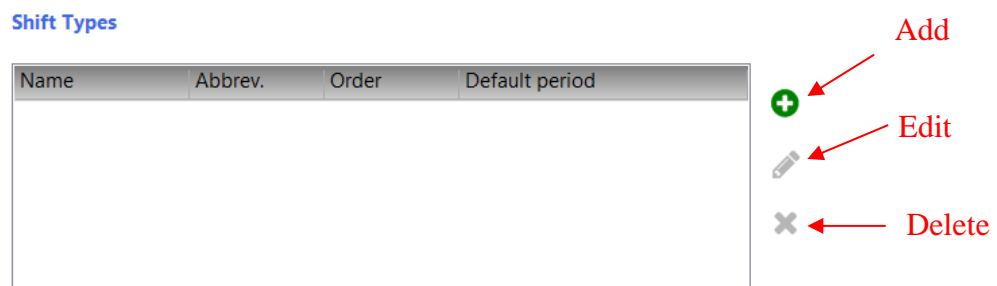 Shift Types
Add
Name Abbrev. Order Default period
Edit
Delete